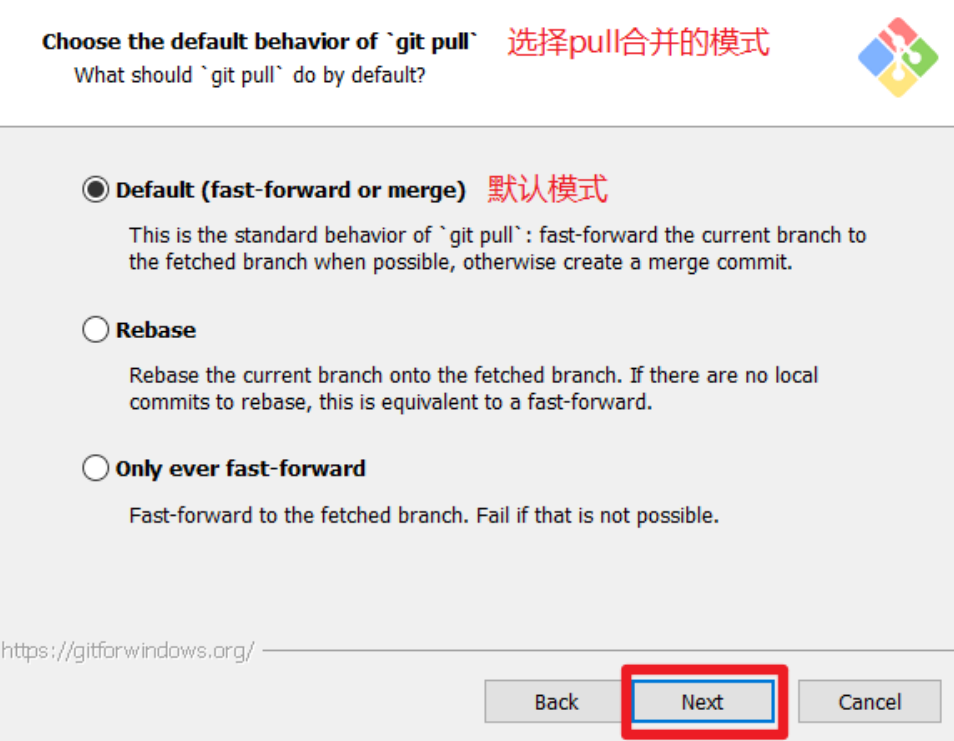 Choose the default behavior of `git pull` 选择pull合并的模式
What should `git pull` do by default?
Default (fast-forward or merge) 默认模式
This is the standard behavior of `git pull`: fast-forward the current branch to
the fetched branch when possible, otherwise create a merge commit.
Rebase
Rebase the current branch onto the fetched branch. If there are no local
commits to rebase, this is equivalent to a fast-forward.
Only ever fast-forward
Fast-forward to the fetched branch. Fail if that is not possible.
https://gitforwindows.org/
Back Next Cancel